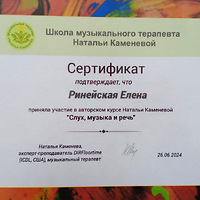 Школа музыкального терапевта
Натальи Каменевой
Сертификат
подтверждает, что
Ринейская Елена
приняла участие в авторском курсе Натальи Каменевой
"Слух, музыка и речь"
Наталья Каменева,
эксперт-преподаватель DIRFloortime
(ICDL, США), музыкальный терапевт
26.06.2024